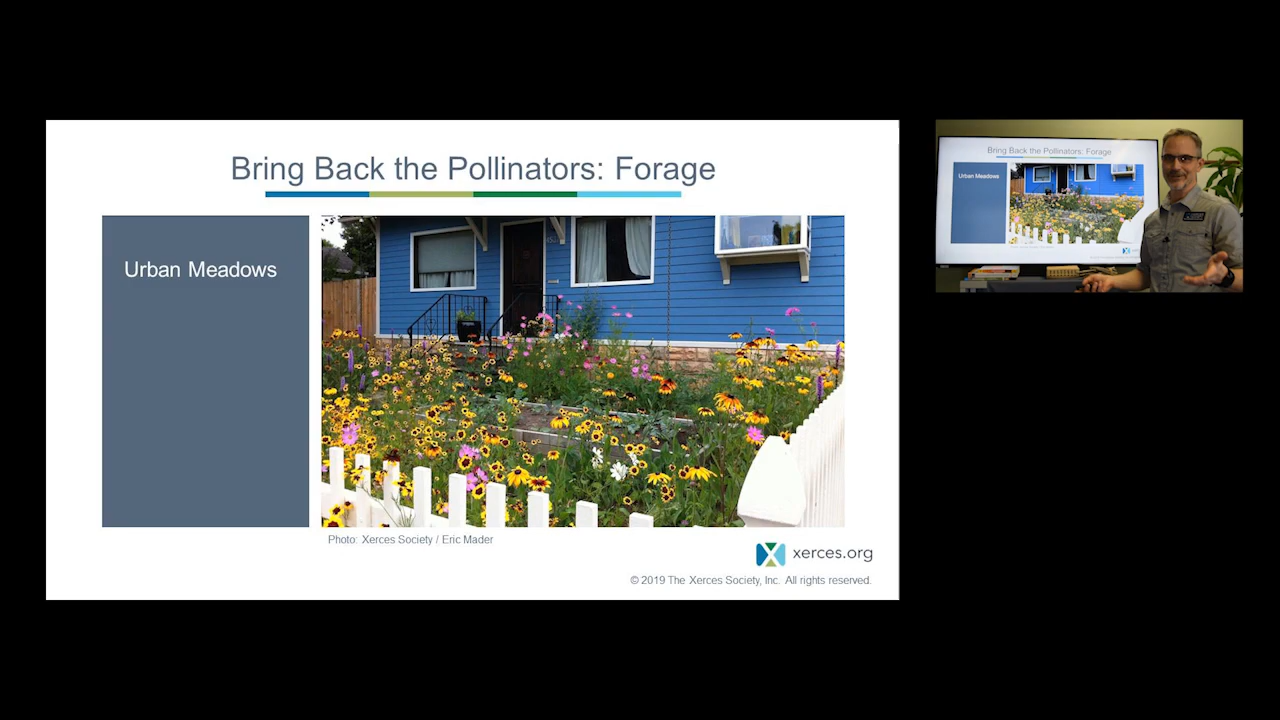 Bring Back the Pollinators: Forage
Urban Meadows
Photo: Xerces Society / Eric Mader
xerces.org
© 2019 The Xerces Society, Inc. All rights reserved.
Bring Back the Pollinators: Forage
Urban Meadows